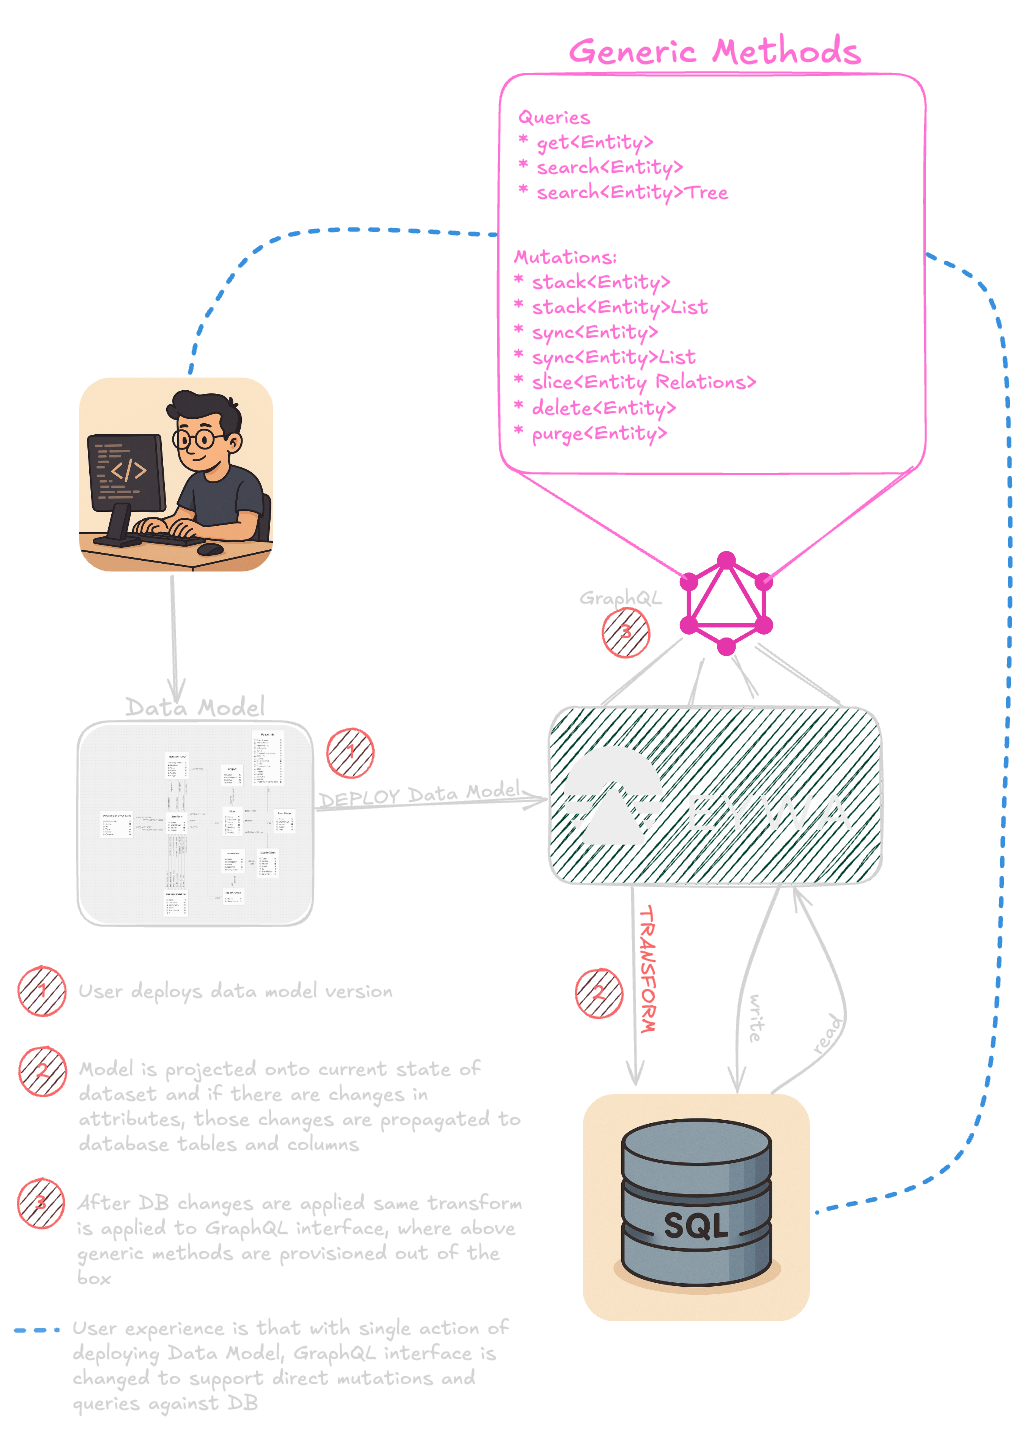 Generic Methods
Queries
* get<Entity>
* search<Entity>
* search<Entity>Tree
Mutations:
* stack<Entity>
* stack<Entity>List
* sync<Entity>
* sync<Entity>List
* slice<Entity Relations>
* delete<Entity>
* purge<Entity>
</>
GraphQL
3
Data Model
1
DEPLOY Data Model
EYWA
TRANSFORM
2
write
read
SQL
1
User deploys data model version
2
Model is projected onto current state of
dataset and if there are changes in
attributes, those changes are propagated to
database tables and columns
3
After DB changes are applied same transform
is applied to GraphQL interface, where above
generic methods are provisioned out of the
box
User experience is that with single action of
deploying Data Model, GraphQL interface is
changed to support direct mutations and
queries against DB